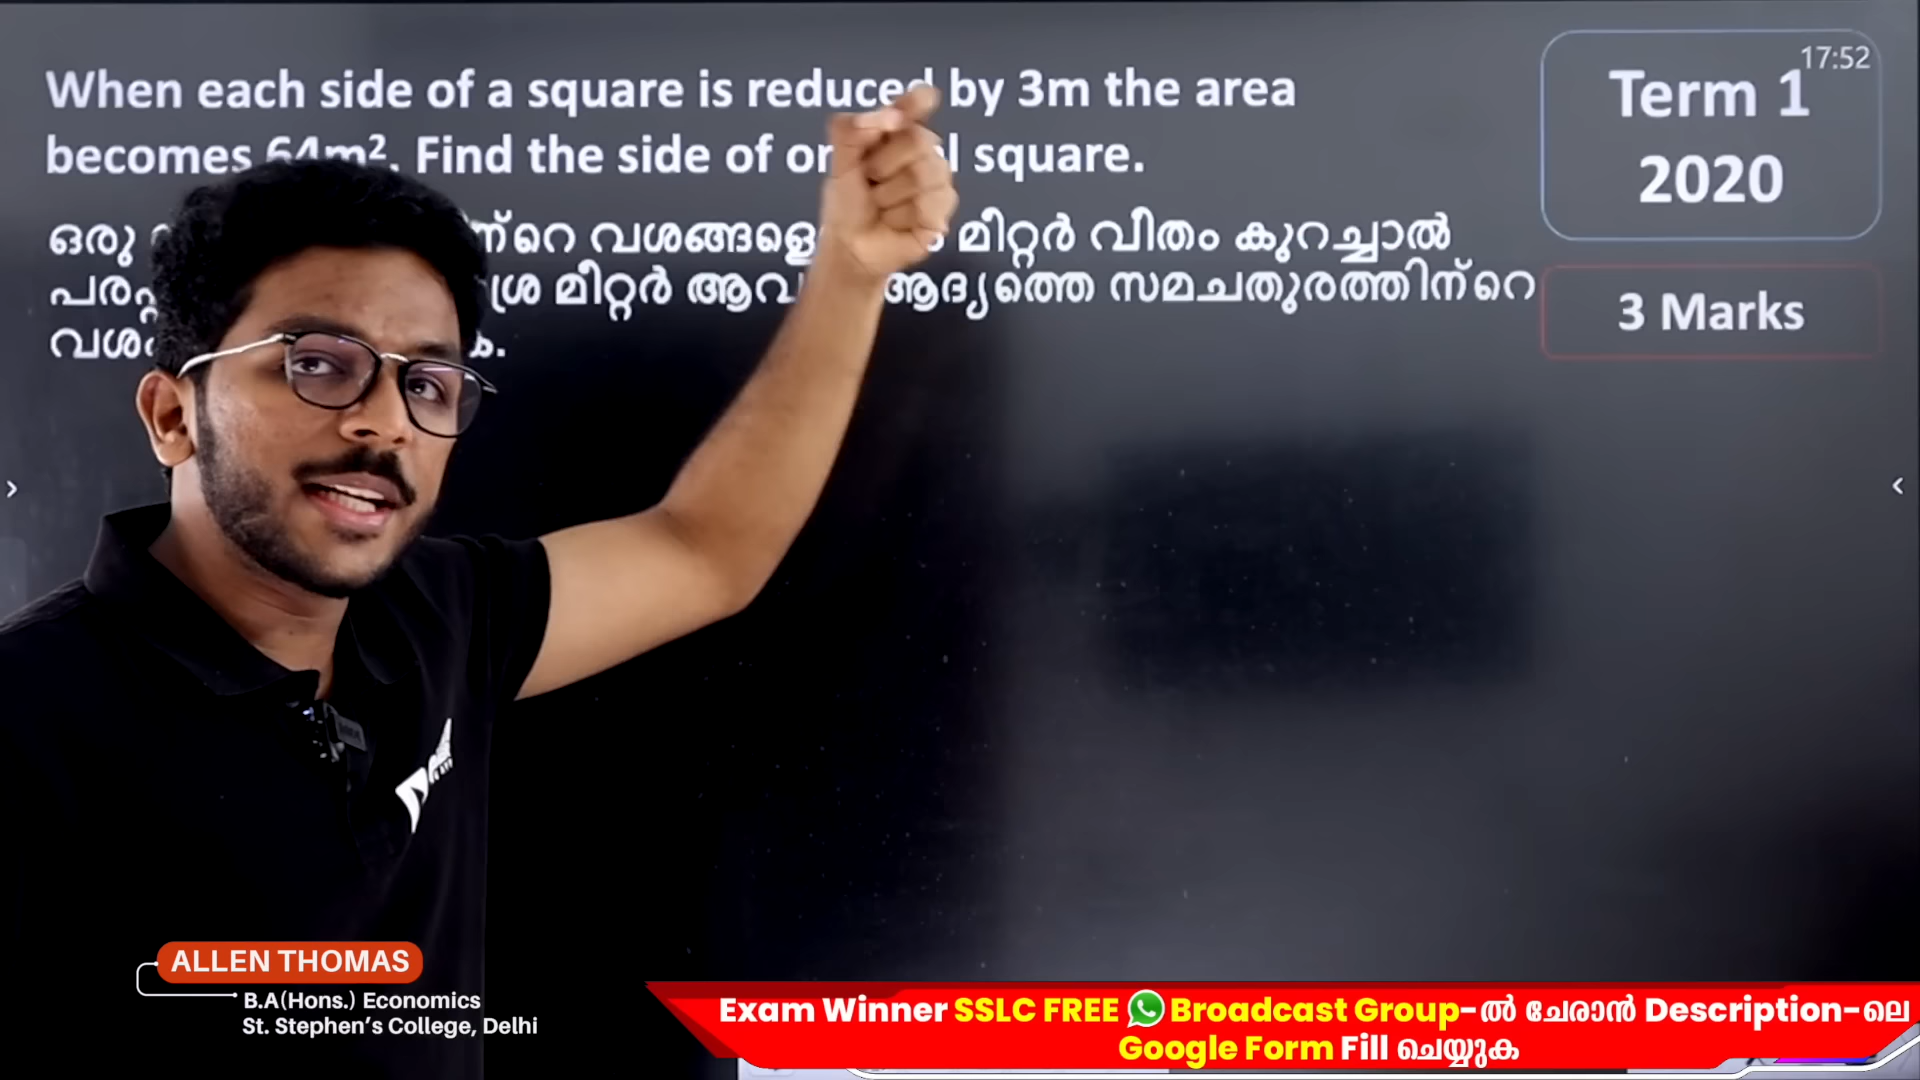 When each side of a square is reduced by 3m the area
becomes 64m². Find the side of square.
ഒരു വശങ്ങളെ മീറ്റർ വീതം കുറച്ചാൽ
മീറ്റർ ആദ്യത്തെ സമചതുരത്തിന്റെ
17:52
Term 1
2020
3 Marks
ALLEN THOMAS
B.A(Hons.) Economics
St. Stephen's College, Delhi
Exam Winner SSLC FREE Broadcast Group-ൽ ചേരാൻ Description-ലെ
Google Form Fill ചെയ്യുക